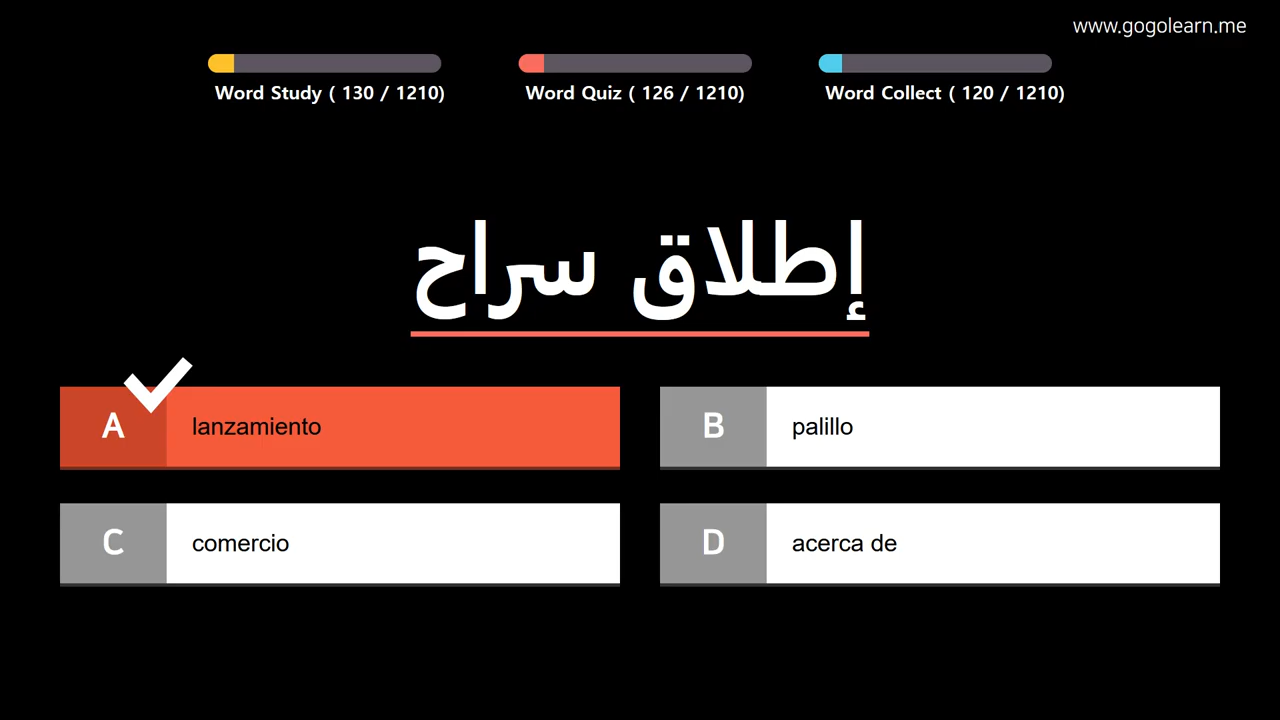 www.gogolearn.me
Word Study ( 130 / 1210)
Word Quiz ( 126 / 1210)
Word Collect ( 120 / 1210)
إطلاق سراح
A lanzamiento
B palillo
C comercio
D acerca de